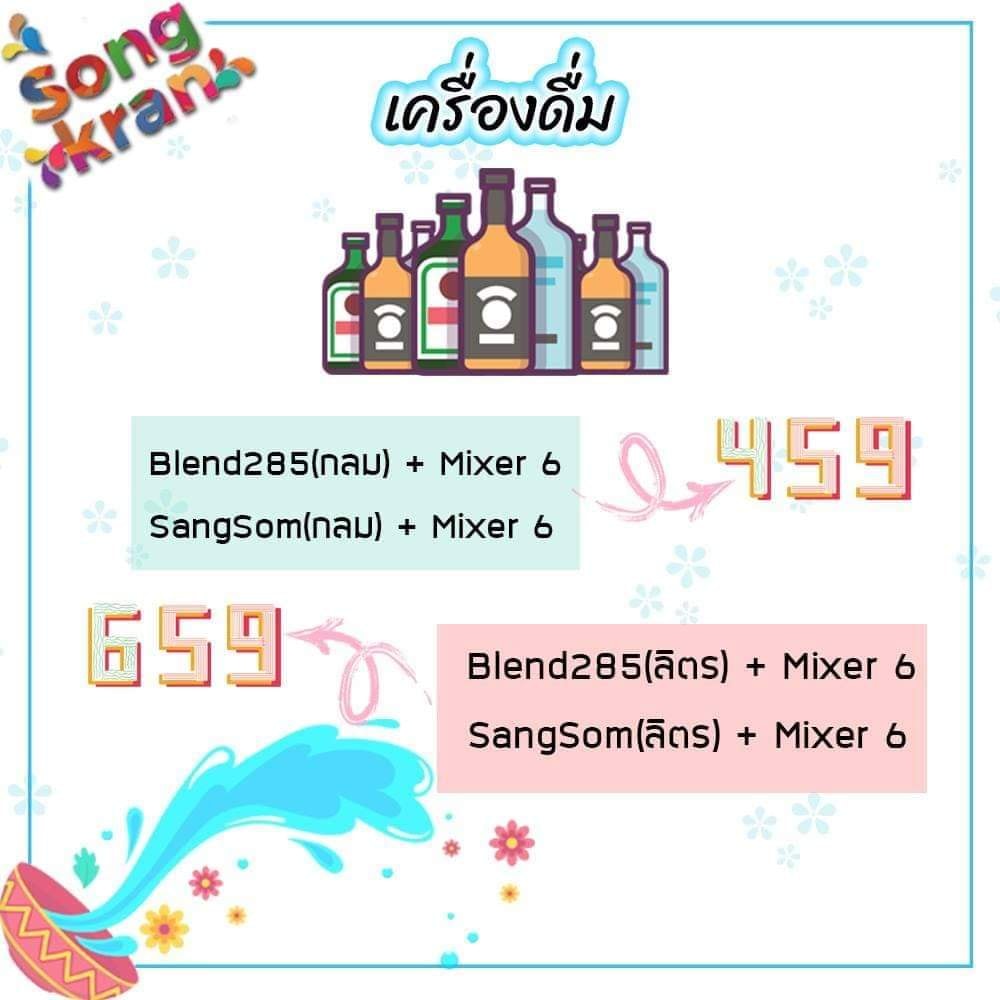 Song
kran
เครื่องดื่ม
Blend285(กลม) + Mixer 6
SangSom(กลม) + Mixer 6
459
659
Blend285(ลิตร) + Mixer 6
SangSom(ลิตร) + Mixer 6